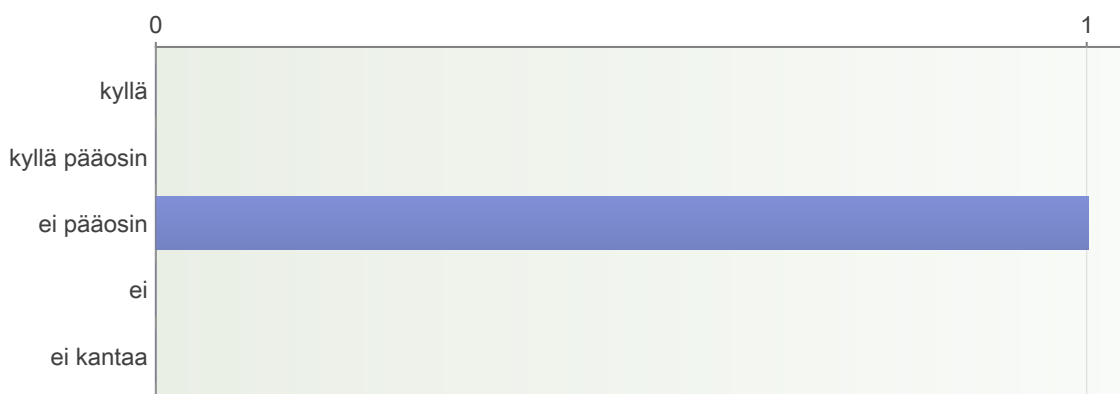 0 1
kyllä
kyllä pääosin
ei pääosin
ei
ei kantaa